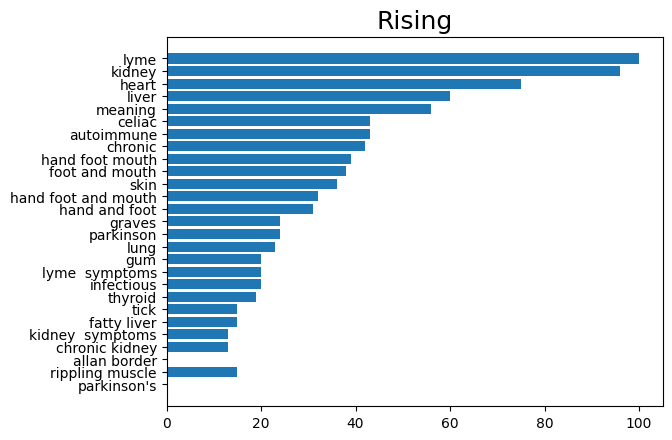 Rising
lyme
kidney
heart
liver
meaning
celiac
autoimmune
chronic
hand foot mouth
foot and mouth
skin
hand foot and mouth
hand and foot
graves
parkinson
lung
gum
lyme  symptoms
infectious
thyroid
tick
fatty liver
kidney  symptoms
chronic kidney
allan border
rippling muscle
parkinson's
0 20 40 60 80 100